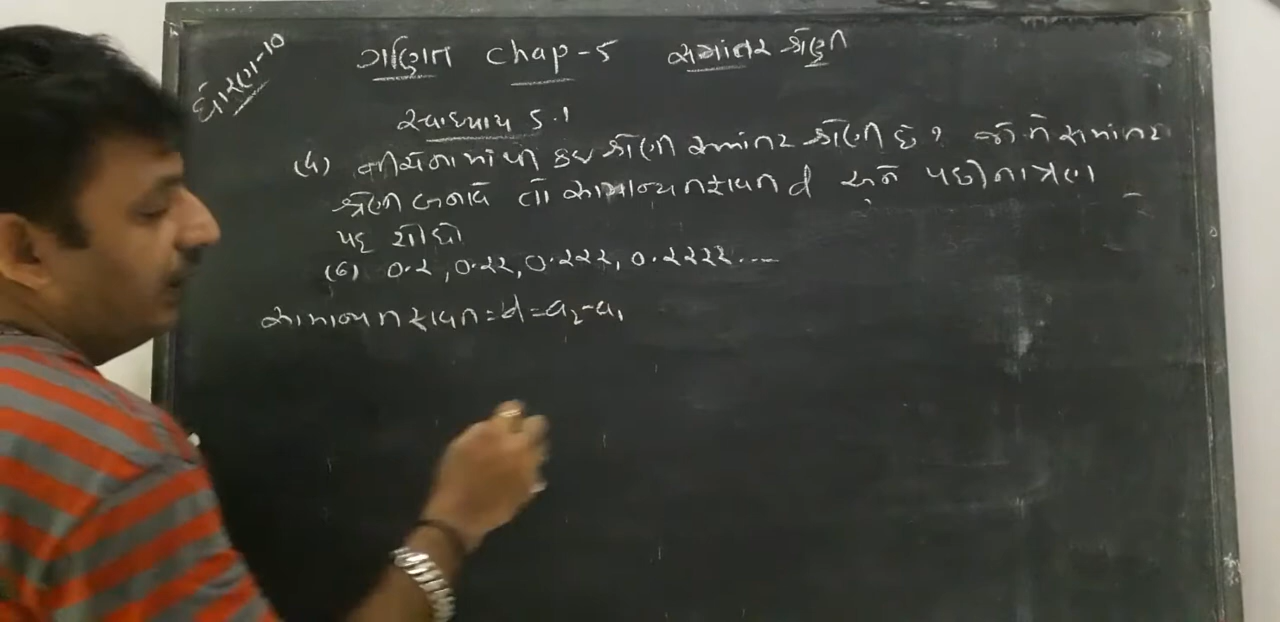 ધોરણ-10
ગણિત Chap-5 સમાંતર શ્રેણી
સ્વાધ્યાય 5.1
(4) નીચેનામાંથી કઇ શ્રેણી સમાંતર શ્રેણી છે? જો તે સમાંતર
શ્રેણી બનાવે તો સામાન્ય તફાવત d અને પછીના ત્રણ
પદ શોધો
(6) 0.2, 0.22, 0.222, 0.2222....
સામાન્ય તફાવત = d = a₂-a₁